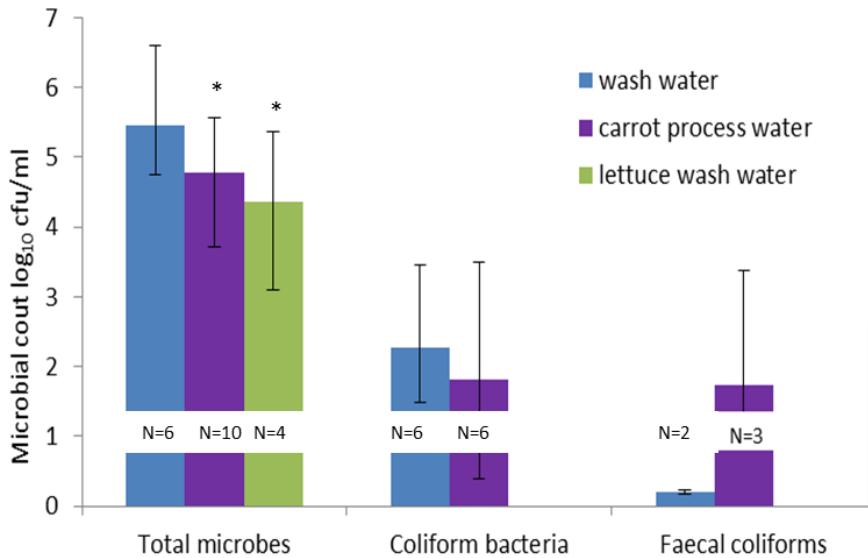 Microbial cout log₁₀ cfu/ml
7
6
5
4
3
2
1
0
*
*
wash water
carrot process water
lettuce wash water
N=6 N=10 N=4
N=6 N=6
N=2 N=3
Total microbes Coliform bacteria Faecal coliforms